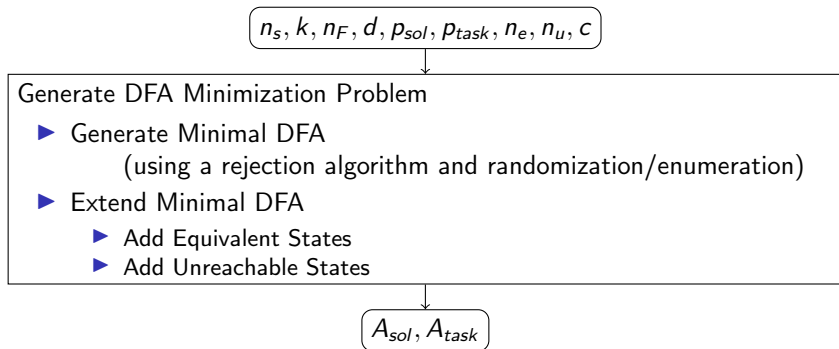 n_s, k, n_F, d, p_sol, p_task, n_e, n_u, c
Generate DFA Minimization Problem
▶ Generate Minimal DFA
(using a rejection algorithm and randomization/enumeration)
▶ Extend Minimal DFA
▶ Add Equivalent States
▶ Add Unreachable States
A_sol, A_task